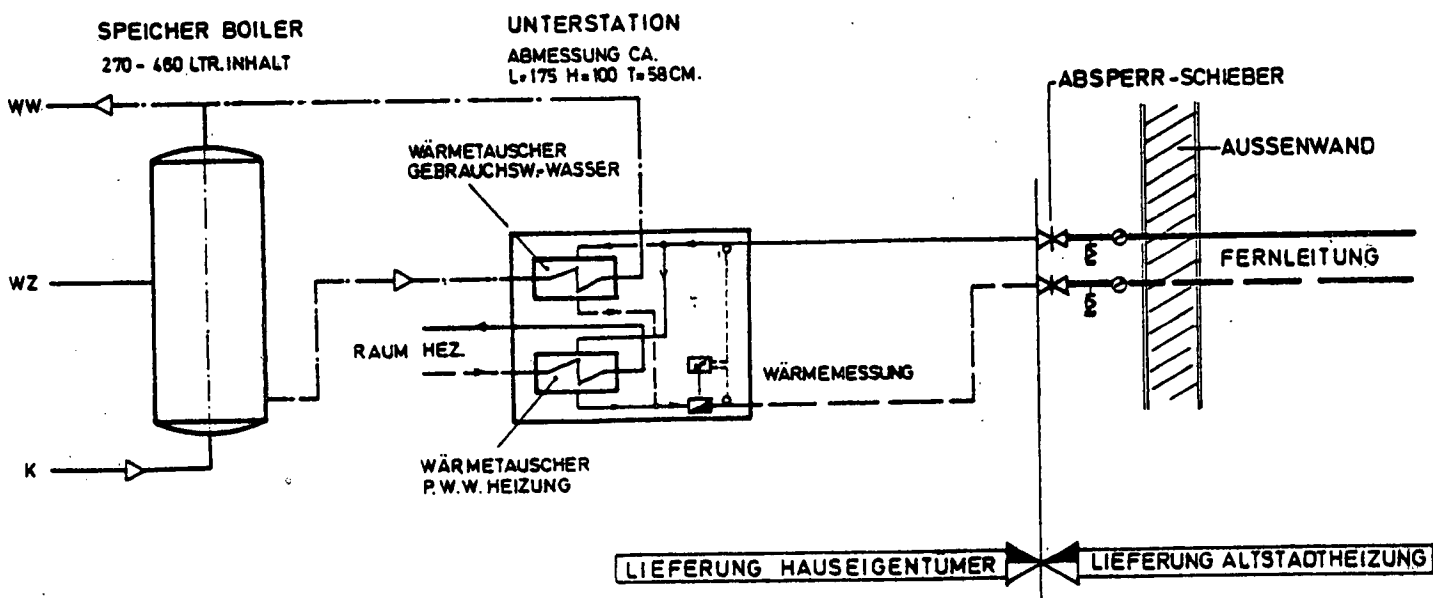 SPEICHER BOILER
270 - 460 LTR. INHALT
UNTERSTATION
ABMESSUNG CA.
L=175 H=100 T=58CM.
ABSPERR-SCHIEBER
WW
WÄRMETAUSCHER
GEBRAUCHSW.-WASSER
AUSSENWAND
WZ
FERNLEITUNG
RAUM HEZ.
WÄRMEMESSUNG
K
WÄRMETAUSCHER
P.W.W. HEIZUNG
LIEFERUNG HAUSEIGENTÜMER
LIEFERUNG ALTSTADTHEIZUNG